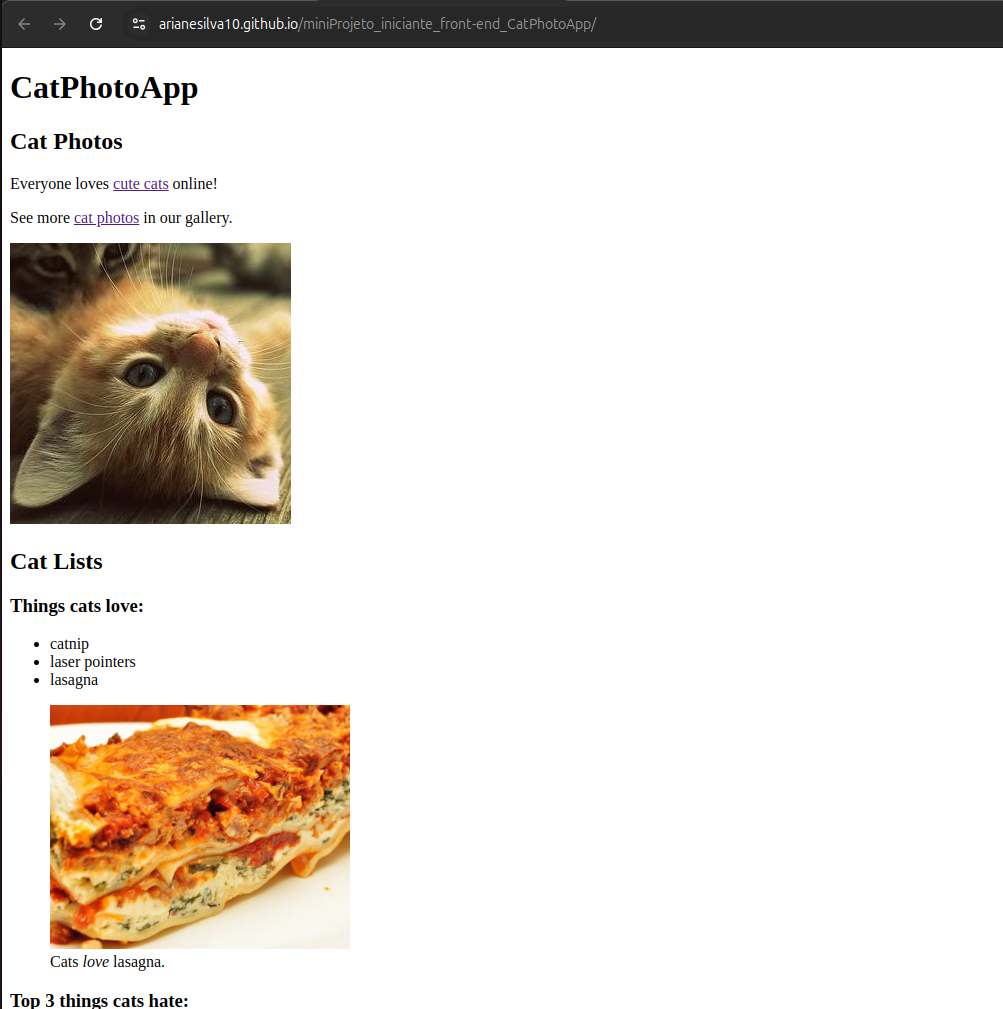 arianesilva10.github.io/miniProjeto_iniciante_front-end_CatPhotoApp/
CatPhotoApp
Cat Photos
Everyone loves cute cats online!
See more cat photos in our gallery.
Cat Lists
Things cats love:
catnip
laser pointers
lasagna
Cats love lasagna.
Top 3 things cats hate: